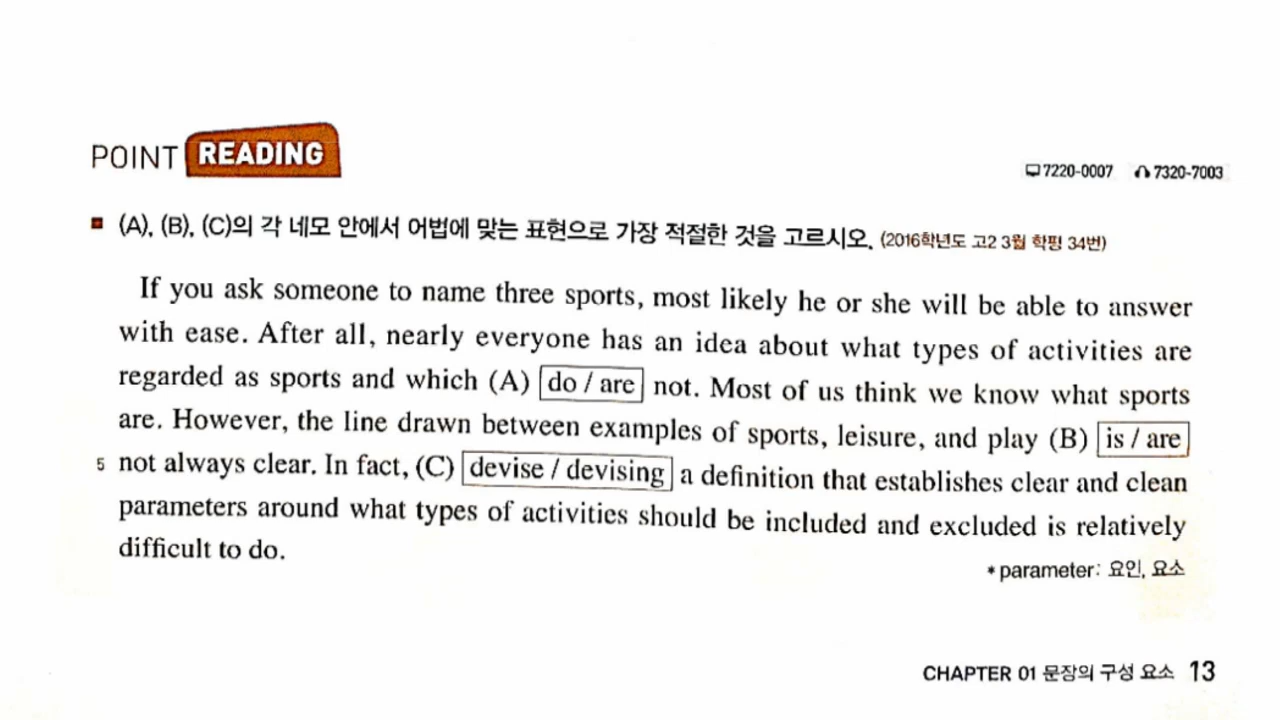 POINT READING
7220-0007 7320-7003
(A), (B), (C)의 각 네모 안에서 어법에 맞는 표현으로 가장 적절한 것을 고르시오. (2016학년도 고2 3월 학평 34번)
If you ask someone to name three sports, most likely he or she will be able to answer
with ease. After all, nearly everyone has an idea about what types of activities are
regarded as sports and which (A) do / are not. Most of us think we know what sports
are. However, the line drawn between examples of sports, leisure, and play (B) is / are
5 not always clear. In fact, (C) devise / devising a definition that establishes clear and clean
parameters around what types of activities should be included and excluded is relatively
difficult to do.
* parameter: 요인, 요소
CHAPTER 01 문장의 구성 요소 13